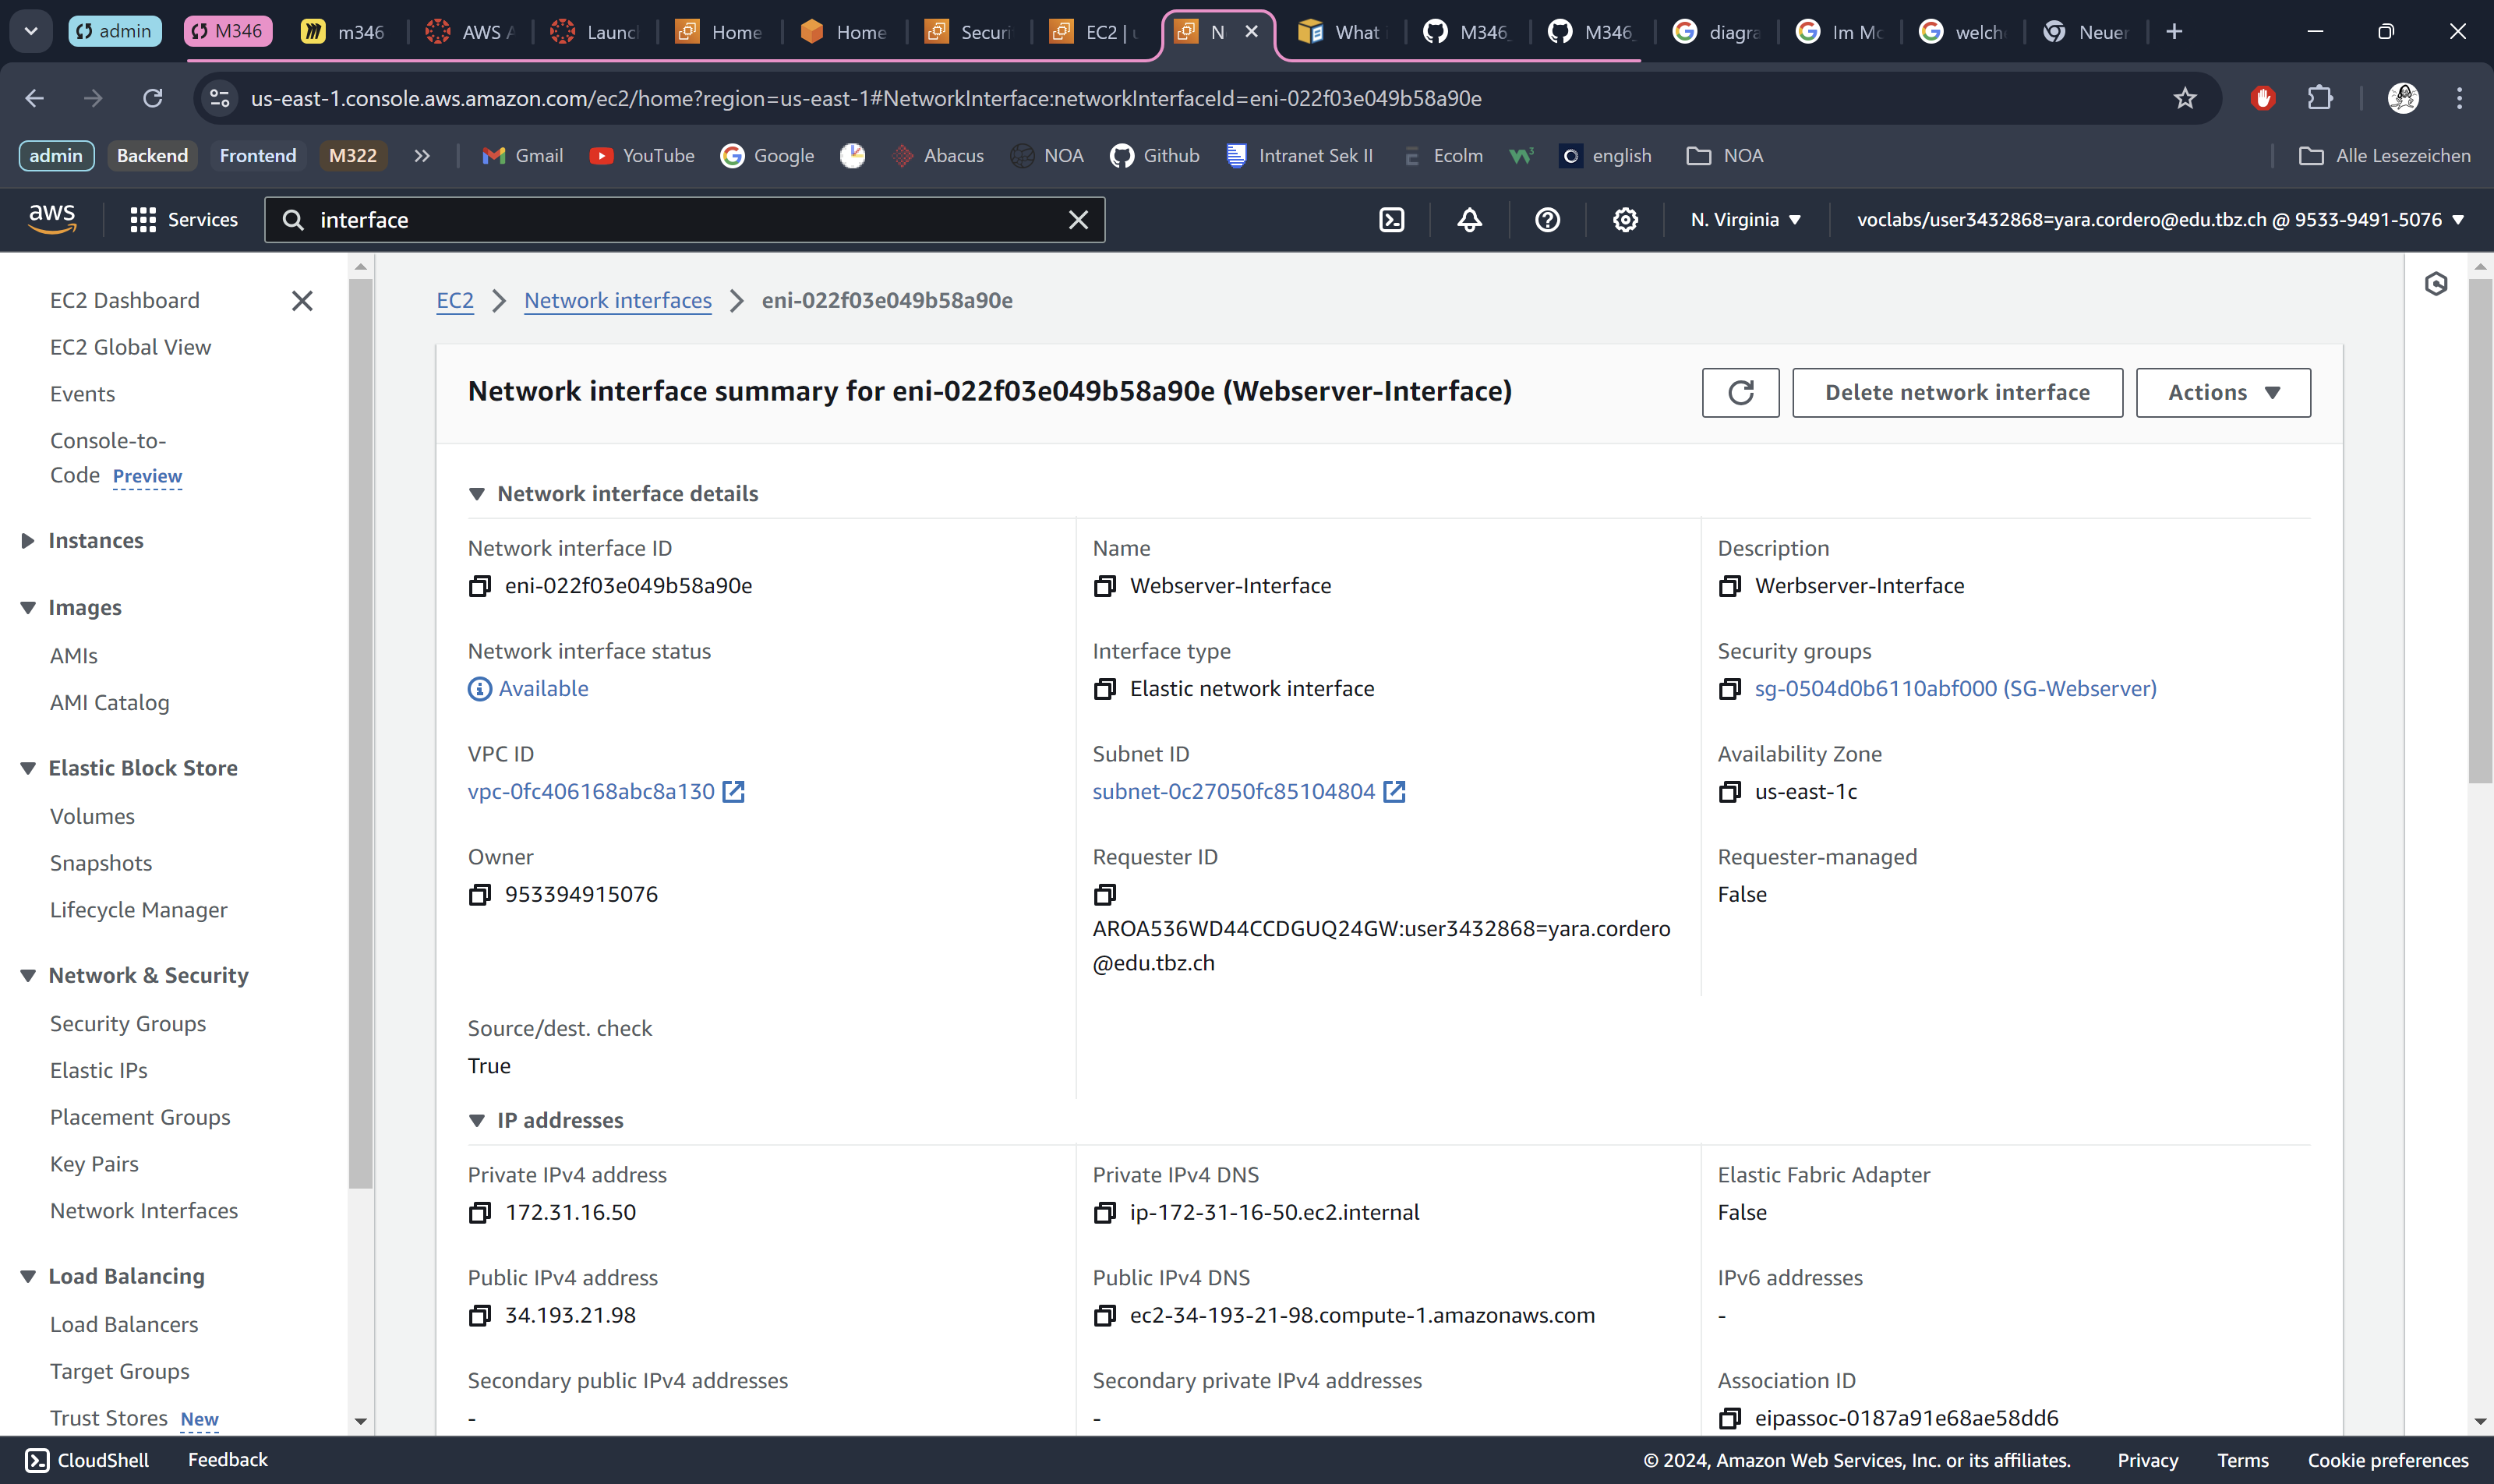 admin
M346
m346
AWS A
Launc
Home
Home
Securi
EC2 | u
N
What i
M346_
M346_
diagra
Im Mo
welche
Neuer
us-east-1.console.aws.amazon.com/ec2/home?region=us-east-1#NetworkInterface:networkInterfaceId=eni-022f03e049b58a90e
admin
Backend
Frontend
M322
Gmail
YouTube
Google
Abacus
NOA
Github
Intranet Sek II
Ecolm
english
NOA
Alle Lesezeichen
aws
Services
interface
N. Virginia
voclabs/user3432868=yara.cordero@edu.tbz.ch @ 9533-9491-5076
EC2 Dashboard
EC2 Global View
Events
Console-to-
Code Preview
Instances
Images
AMIs
AMI Catalog
Elastic Block Store
Volumes
Snapshots
Lifecycle Manager
Network & Security
Security Groups
Elastic IPs
Placement Groups
Key Pairs
Network Interfaces
Load Balancing
Load Balancers
Target Groups
Trust Stores New
EC2 > Network interfaces > eni-022f03e049b58a90e
Network interface summary for eni-022f03e049b58a90e (Webserver-Interface)
Delete network interface
Actions
Network interface details
Network interface ID
eni-022f03e049b58a90e
Name
Webserver-Interface
Description
Werbserver-Interface
Network interface status
Available
Interface type
Elastic network interface
Security groups
sg-0504d0b6110abf000 (SG-Webserver)
VPC ID
vpc-0fc406168abc8a130
Subnet ID
subnet-0c27050fc85104804
Availability Zone
us-east-1c
Owner
953394915076
Requester ID
AROA536WD44CCDGUQ24GW:user3432868=yara.cordero
@edu.tbz.ch
Requester-managed
False
Source/dest. check
True
IP addresses
Private IPv4 address
172.31.16.50
Private IPv4 DNS
ip-172-31-16-50.ec2.internal
Elastic Fabric Adapter
False
Public IPv4 address
34.193.21.98
Public IPv4 DNS
ec2-34-193-21-98.compute-1.amazonaws.com
IPv6 addresses
-
Secondary public IPv4 addresses
-
Secondary private IPv4 addresses
-
Association ID
eipassoc-0187a91e68ae58dd6
CloudShell
Feedback
© 2024, Amazon Web Services, Inc. or its affiliates.
Privacy
Terms
Cookie preferences